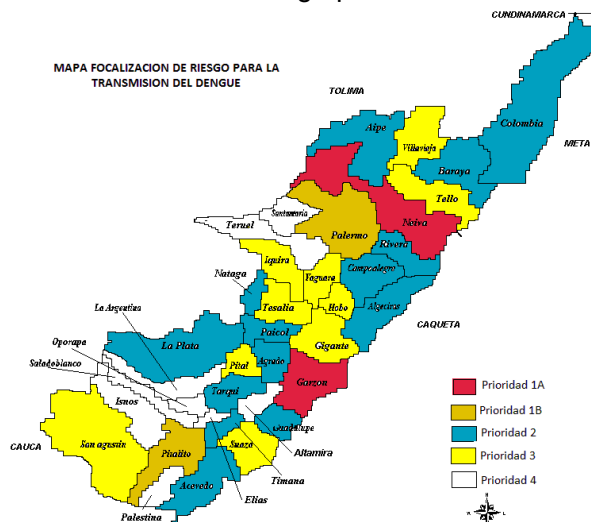 CUNDINAMARCA
MAPA FOCALIZACION DE RIESGO PARA LA
TRANSMISION DEL DENGUE
TOLIMA
Colombia
Aipe
Villavieja
META
Baraya
Tello
Santamaria
Teruel
Neiva
Palermo
Rivera
Iquira
Nataga
Yaguara
Campoalegre
La Argentina
Tesalia
Hobo
Algeciras
CAQUETA
Oporapa
La Plata
Paicol
Gigante
Saladoblanco
Pital
Agrado
Garzon
Isnos
Tarqui
Prioridad 1A
Prioridad 1B
Prioridad 2
Prioridad 3
Prioridad 4
CAUCA
San agustin
Pitalito
Suaza
Guadalupe
Altamira
Timana
Elias
Acevedo
Palestina